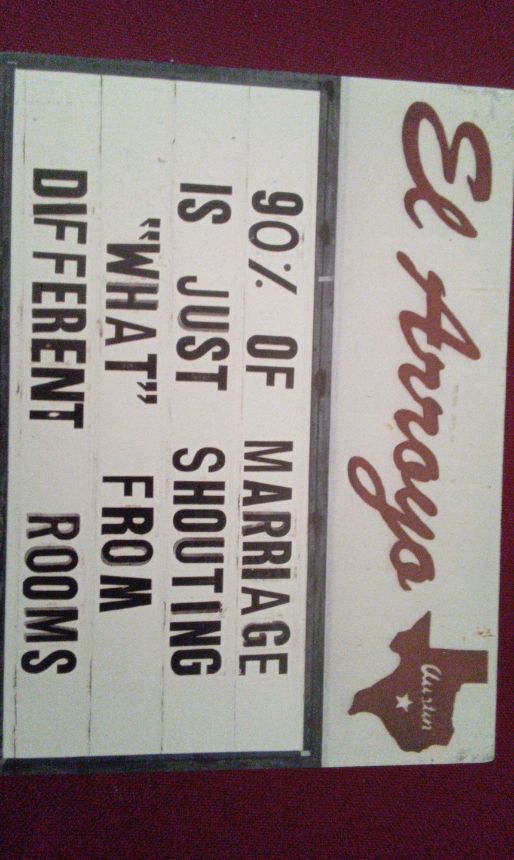 El Arroyo
Austin
90% OF MARRIAGE
IS JUST SHOUTING
"WHAT" FROM
DIFFERENT ROOMS